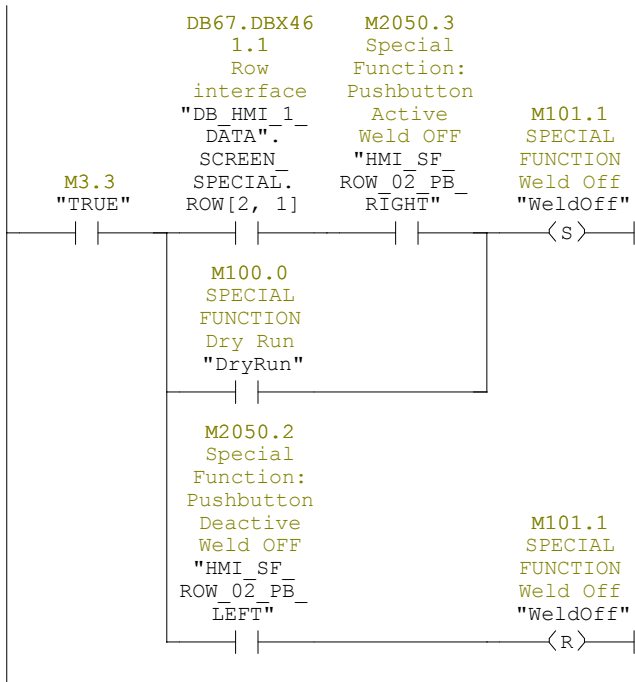 DB67.DBX46
1.1
Row
interface
"DB_HMI_1_
DATA".
SCREEN_
SPECIAL.
ROW[2, 1]
M2050.3
Special
Function:
Pushbutton
Active
Weld OFF
"HMI_SF_
ROW_02_PB_
RIGHT"
M101.1
SPECIAL
FUNCTION
Weld Off
"WeldOff"
M3.3
"TRUE"
S
M100.0
SPECIAL
FUNCTION
Dry Run
"DryRun"
M2050.2
Special
Function:
Pushbutton
Deactive
Weld OFF
"HMI_SF_
ROW_02_PB_
LEFT"
M101.1
SPECIAL
FUNCTION
Weld Off
"WeldOff"
R